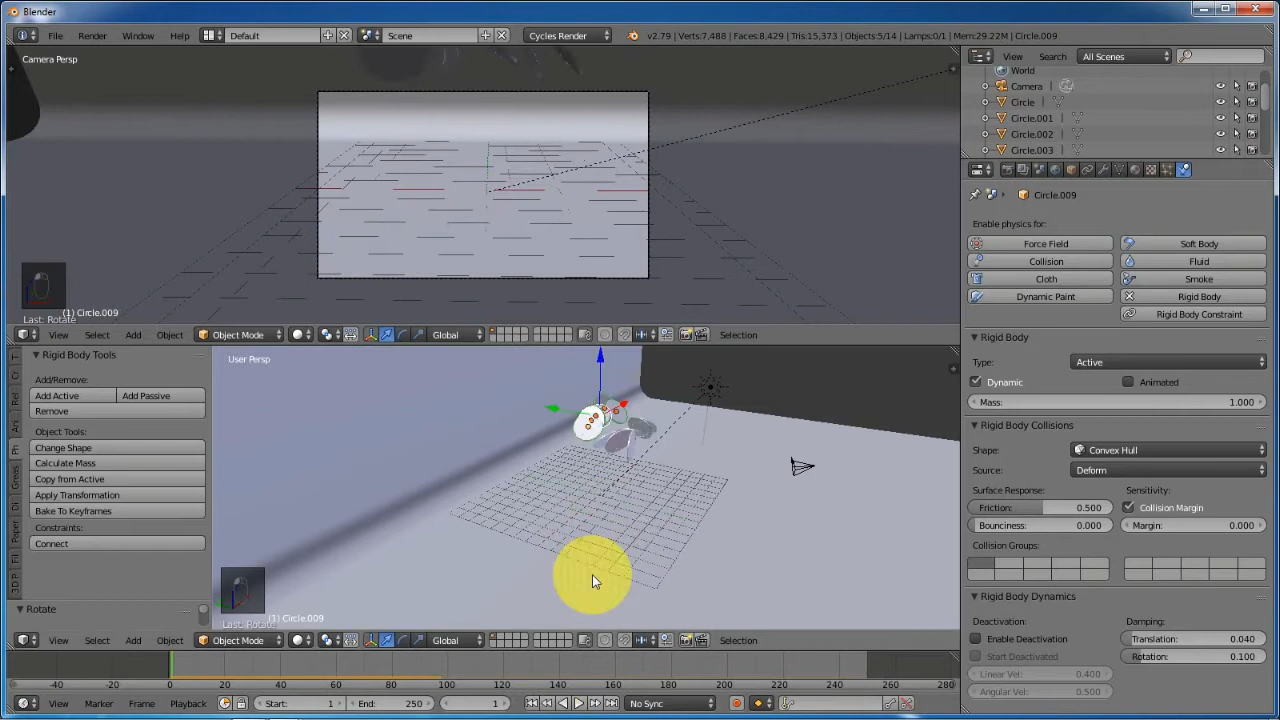 Blender
File Render Window Help Default Scene Cycles Render v2.79 | Verts:7,488 | Faces:8,429 | Tris:15,373 | Objects:5/14 | Lamps:0/1 | Mem:29.22M | Circle.009
Camera Persp
(1) Circle.009
Last: Rotate
View Select Add Object Object Mode Global Selection
Rigid Body Tools
Add/Remove:
Add Active Add Passive
Remove
Object Tools:
Change Shape
Calculate Mass
Copy from Active
Apply Transformation
Bake To Keyframes
Constraints:
Connect
Rotate
User Persp
(1) Circle.009
Last: Rotate
View Select Add Object Object Mode Global Selection
-40 -20 0 20 40 60 80 100 120 140 160 180 200 220 240 260 280
View Marker Frame Playback Start: 1 End: 250 1 No Sync
View Search All Scenes
World
Camera
Circle
Circle.001
Circle.002
Circle.003
Circle.009
Enable physics for:
Force Field Soft Body
Collision Fluid
Cloth Smoke
Dynamic Paint Rigid Body
Rigid Body Constraint
Rigid Body
Type: Active
Dynamic Animated
Mass: 1.000
Rigid Body Collisions
Shape: Convex Hull
Source: Deform
Surface Response: Sensitivity:
Friction: 0.500 Collision Margin
Bounciness: 0.000 Margin: 0.000
Collision Groups:
Rigid Body Dynamics
Deactivation: Damping:
Enable Deactivation Translation: 0.040
Start Deactivated Rotation: 0.100
Linear Vel: 0.400
Angular Vel: 0.500